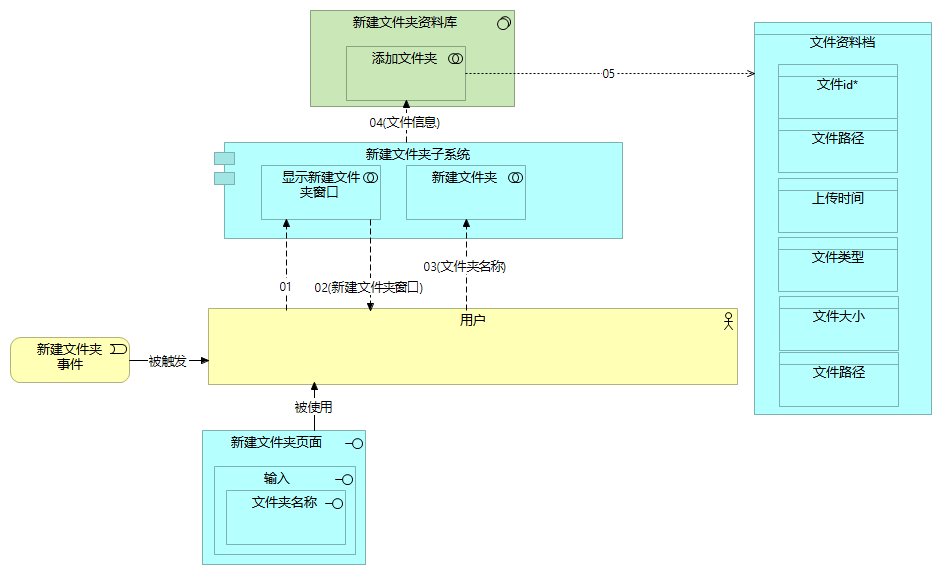 新建文件夹资料库
添加文件夹
05
04(文件信息)
新建文件夹子系统
显示新建文件
夹窗口
新建文件夹
01
02(新建文件夹窗口)
03(文件夹名称)
用户
新建文件夹
事件
被触发
被使用
新建文件夹页面
输入
文件夹名称
文件资料档
文件id*
文件路径
上传时间
文件类型
文件大小
文件路径